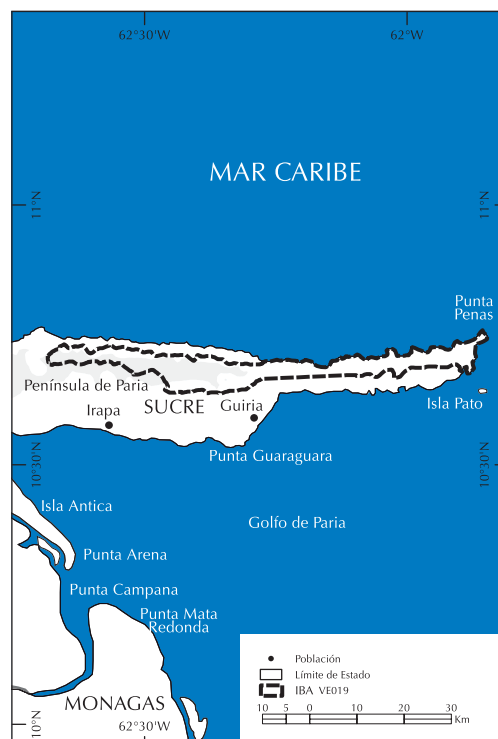 62°30'W
62°W
MAR CARIBE
11°N
11°N
Punta
Penas
Península de Paria
Irapa
SUCRE
Guiria
Isla Pato
Punta Guaraguara
10°30'N
10°30'N
Isla Antica
Golfo de Paria
Punta Arena
Punta Campana
Punta Mata
Redonda
Población
Límite de Estado
IBA VE019
MONAGAS
10°N
62°30'W
10 5 0 10 20 30
Km